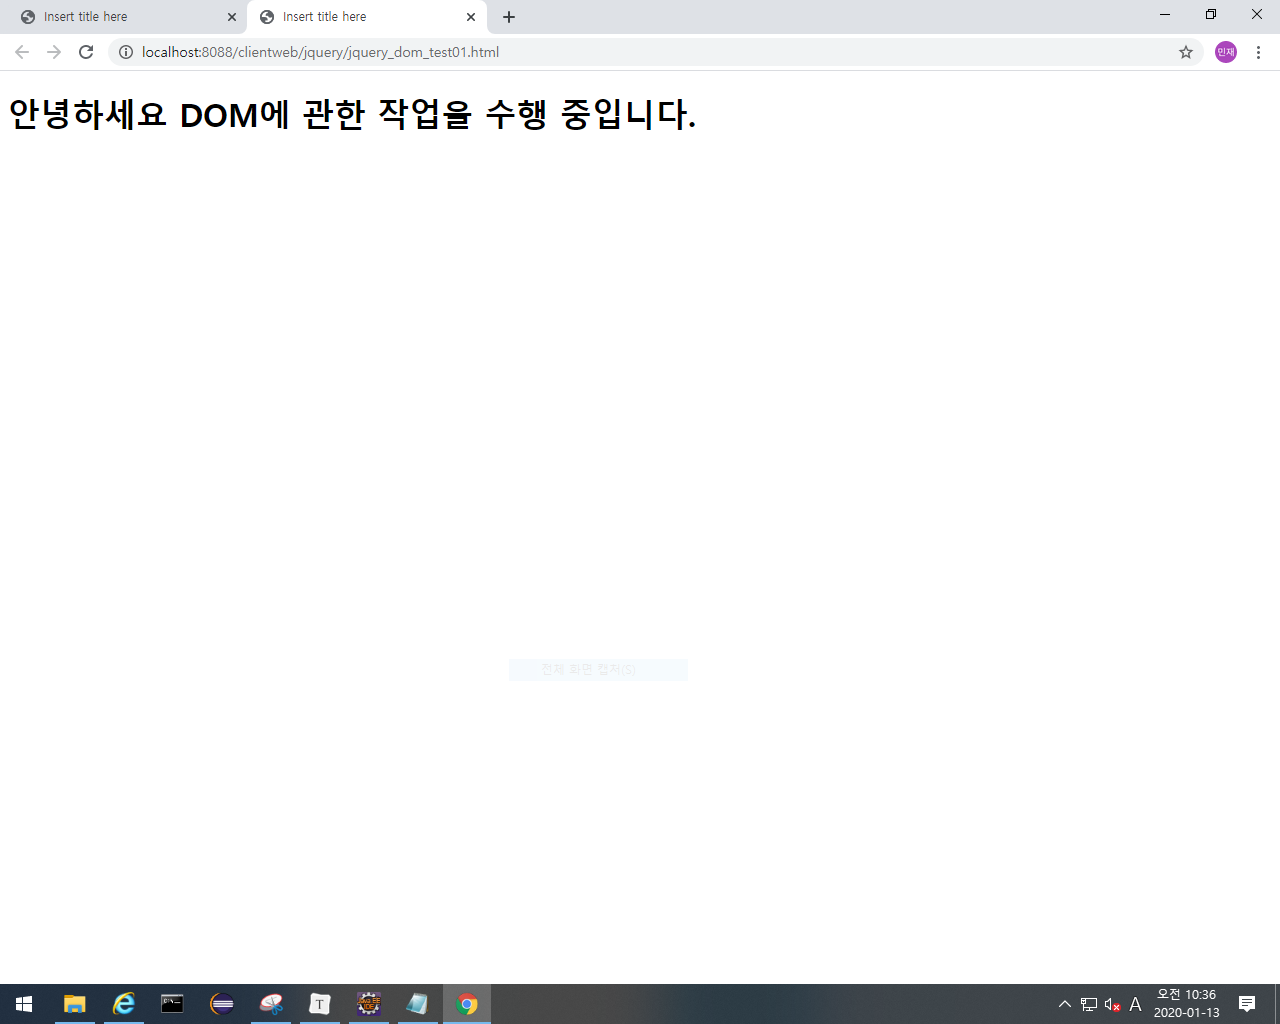 Insert title here
Insert title here
localhost:8088/clientweb/jquery/jquery_dom_test01.html
민재
안녕하세요 DOM에 관한 작업을 수행 중입니다.
전체 화면 캡처(S)
T
A
오전 10:36
2020-01-13